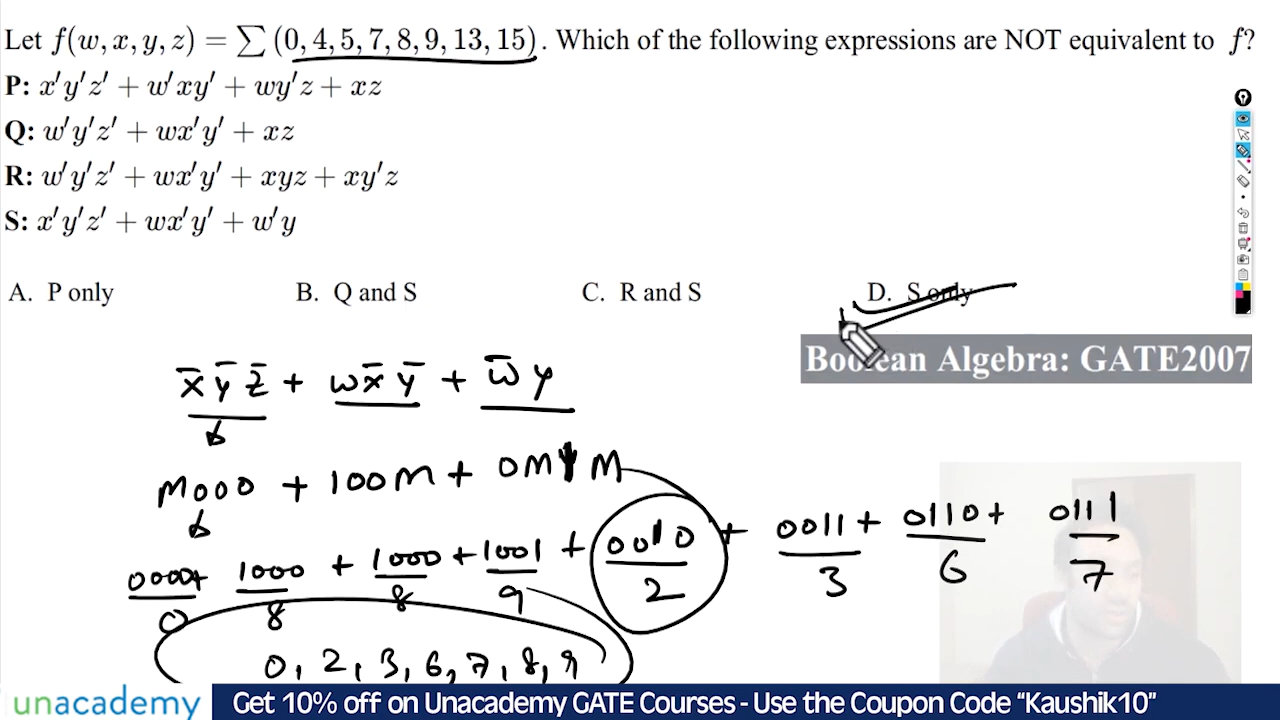 Let f(w, x, y, z) = ∑ (0, 4, 5, 7, 8, 9, 13, 15). Which of the following expressions are NOT equivalent to f?
P: x′y′z′ + w′xy′ + wy′z + xz
Q: w′y′z′ + wx′y′ + xz
R: w′y′z′ + wx′y′ + xyz + xy′z
S: x′y′z′ + wx′y′ + w′y
A. P only B. Q and S C. R and S D. S only
Boolean Algebra: GATE2007
x̅ y̅ z̅ + w x̅ y̅ + w̅ y
M000 + 100M + 0M1M
0000+ 1000 + 1000 + 1001 + 0010 + 0011 + 0110 + 0111
0 8 8 9 2 3 6 7
0, 2, 3, 6, 7, 8, 9
unacademy Get 10% off on Unacademy GATE Courses - Use the Coupon Code “Kaushik10”